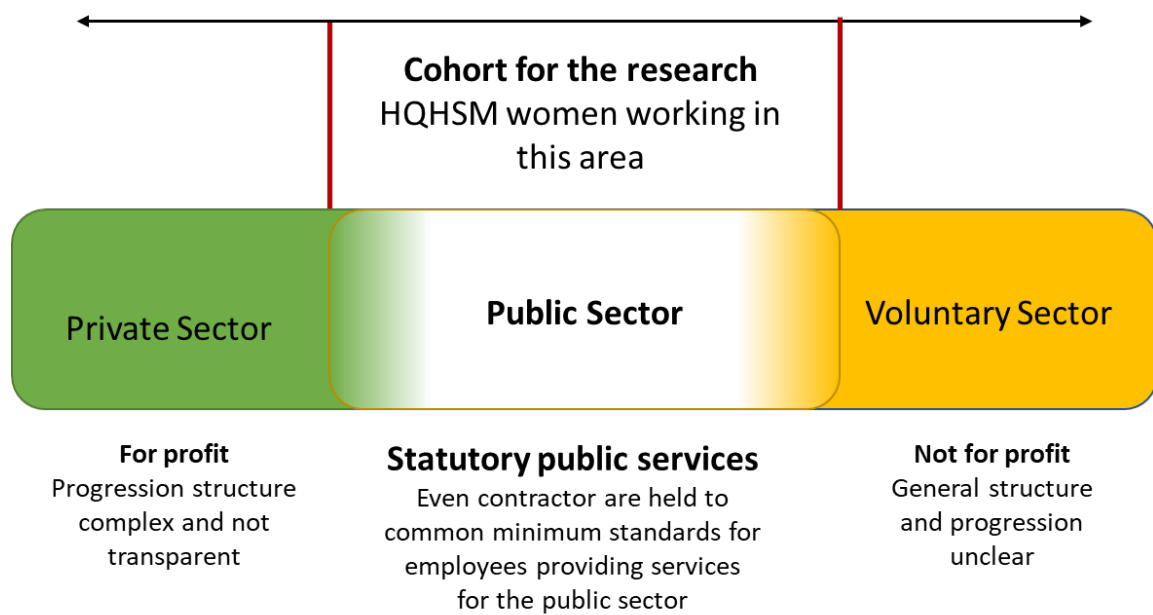 Cohort for the research
HQHSM women working in
this area
Private Sector
Public Sector
Voluntary Sector
For profit
Progression structure
complex and not
transparent
Statutory public services
Even contractor are held to
common minimum standards for
employees providing services
for the public sector
Not for profit
General structure
and progression
unclear